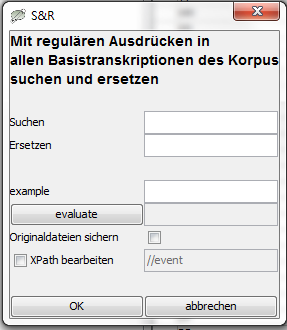 S&R
Mit regulären Ausdrücken in
allen Basistranskriptionen des Korpus
suchen und ersetzen
Suchen
Ersetzen
example
evaluate
Originaldateien sichern
XPath bearbeiten //event
OK abbrechen